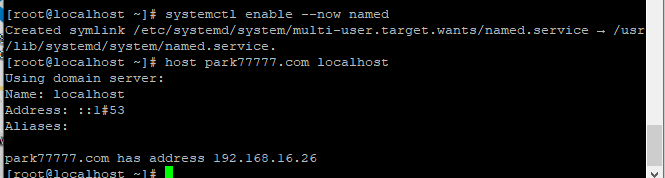 [root@localhost ~]# systemctl enable --now named
Created symlink /etc/systemd/system/multi-user.target.wants/named.service → /usr
/lib/systemd/system/named.service.
[root@localhost ~]# host park77777.com localhost
Using domain server:
Name: localhost
Address: ::1#53
Aliases:

park77777.com has address 192.168.16.26
[root@localhost ~]#